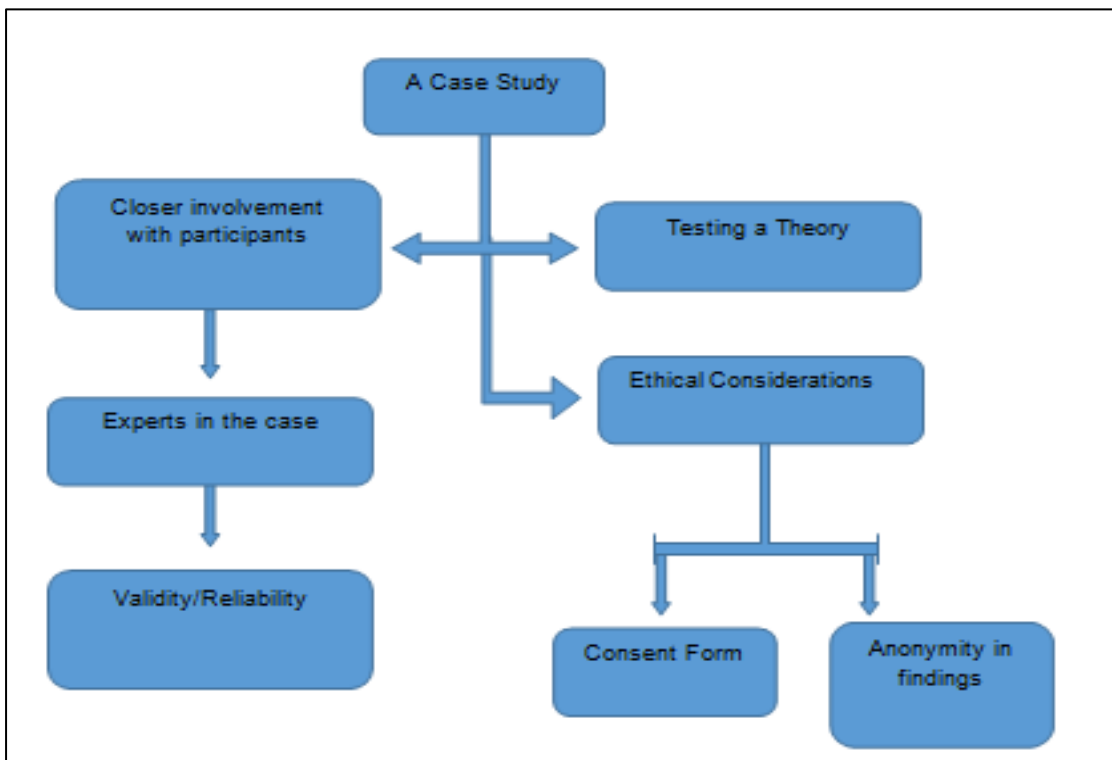 A Case Study
Closer involvement
with participants
Testing a Theory
Ethical Considerations
Experts in the case
Validity/Reliability
Consent Form
Anonymity in
findings